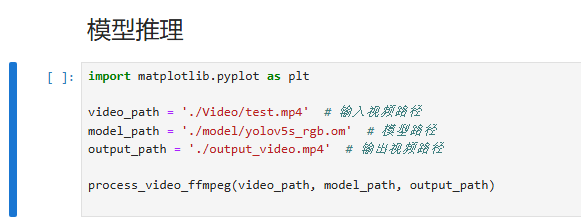 模型推理
[ ]: import matplotlib.pyplot as plt
video_path = './Video/test.mp4'  # 输入视频路径
model_path = './model/yolov5s_rgb.om'  # 模型路径
output_path = './output_video.mp4'  # 输出视频路径
process_video_ffmpeg(video_path, model_path, output_path)